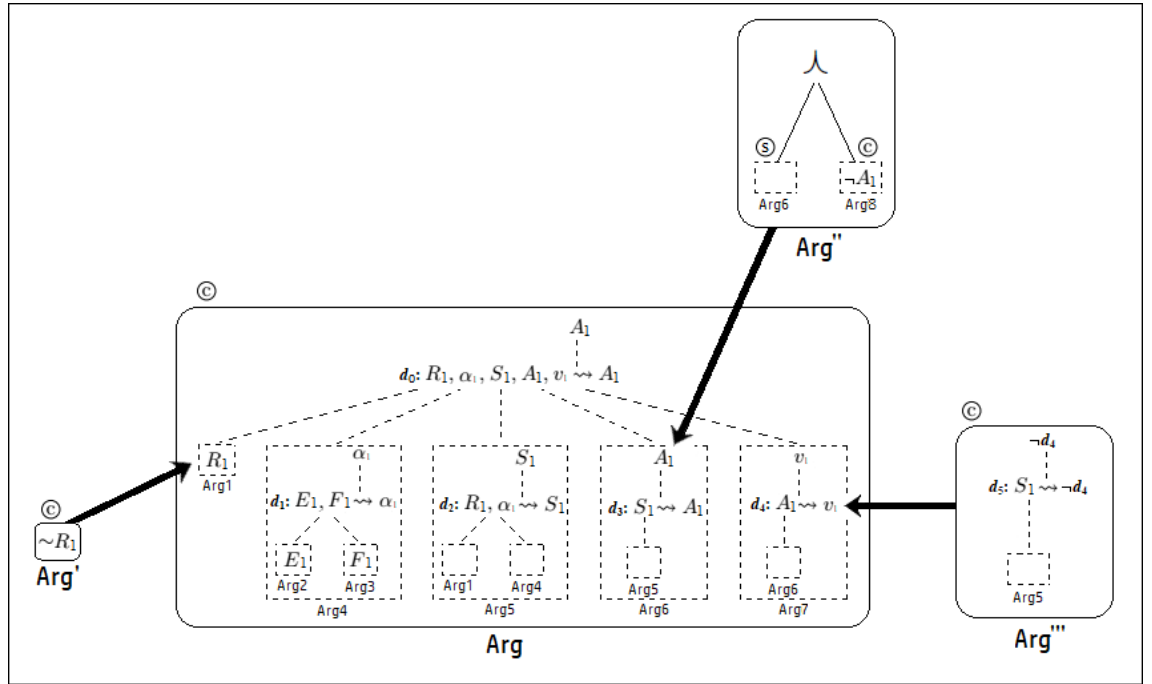 ⋏
ⓢ ⓒ
¬A₁
Arg6 Arg8
Arg''
ⓒ
A₁
d₀: R₁, α₁, S₁, A₁, v₁ ⇝ A₁
ⓒ
R₁ α₁ S₁ A₁ v₁ ¬d₄
Arg1
d₁: E₁, F₁ ⇝ α₁ d₂: R₁, α₁ ⇝ S₁ d₃: S₁ ⇝ A₁ d₄: A₁ ⇝ v₁ d₅: S₁ ⇝ ¬d₄
ⓒ
~R₁
Arg'
E₁ F₁
Arg2 Arg3 Arg1 Arg4 Arg5 Arg6 Arg5
Arg4 Arg5 Arg6 Arg7
Arg Arg'''